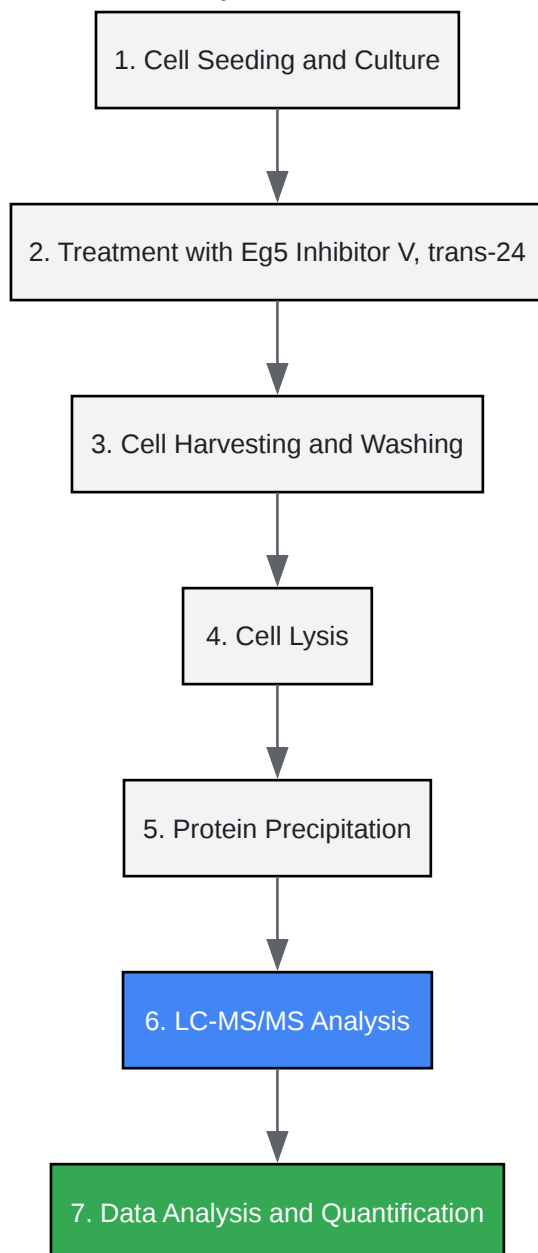 1. Cell Seeding and Culture
2. Treatment with Eg5 Inhibitor V, trans-24
3. Cell Harvesting and Washing
4. Cell Lysis
5. Protein Precipitation
6. LC-MS/MS Analysis
7. Data Analysis and Quantification